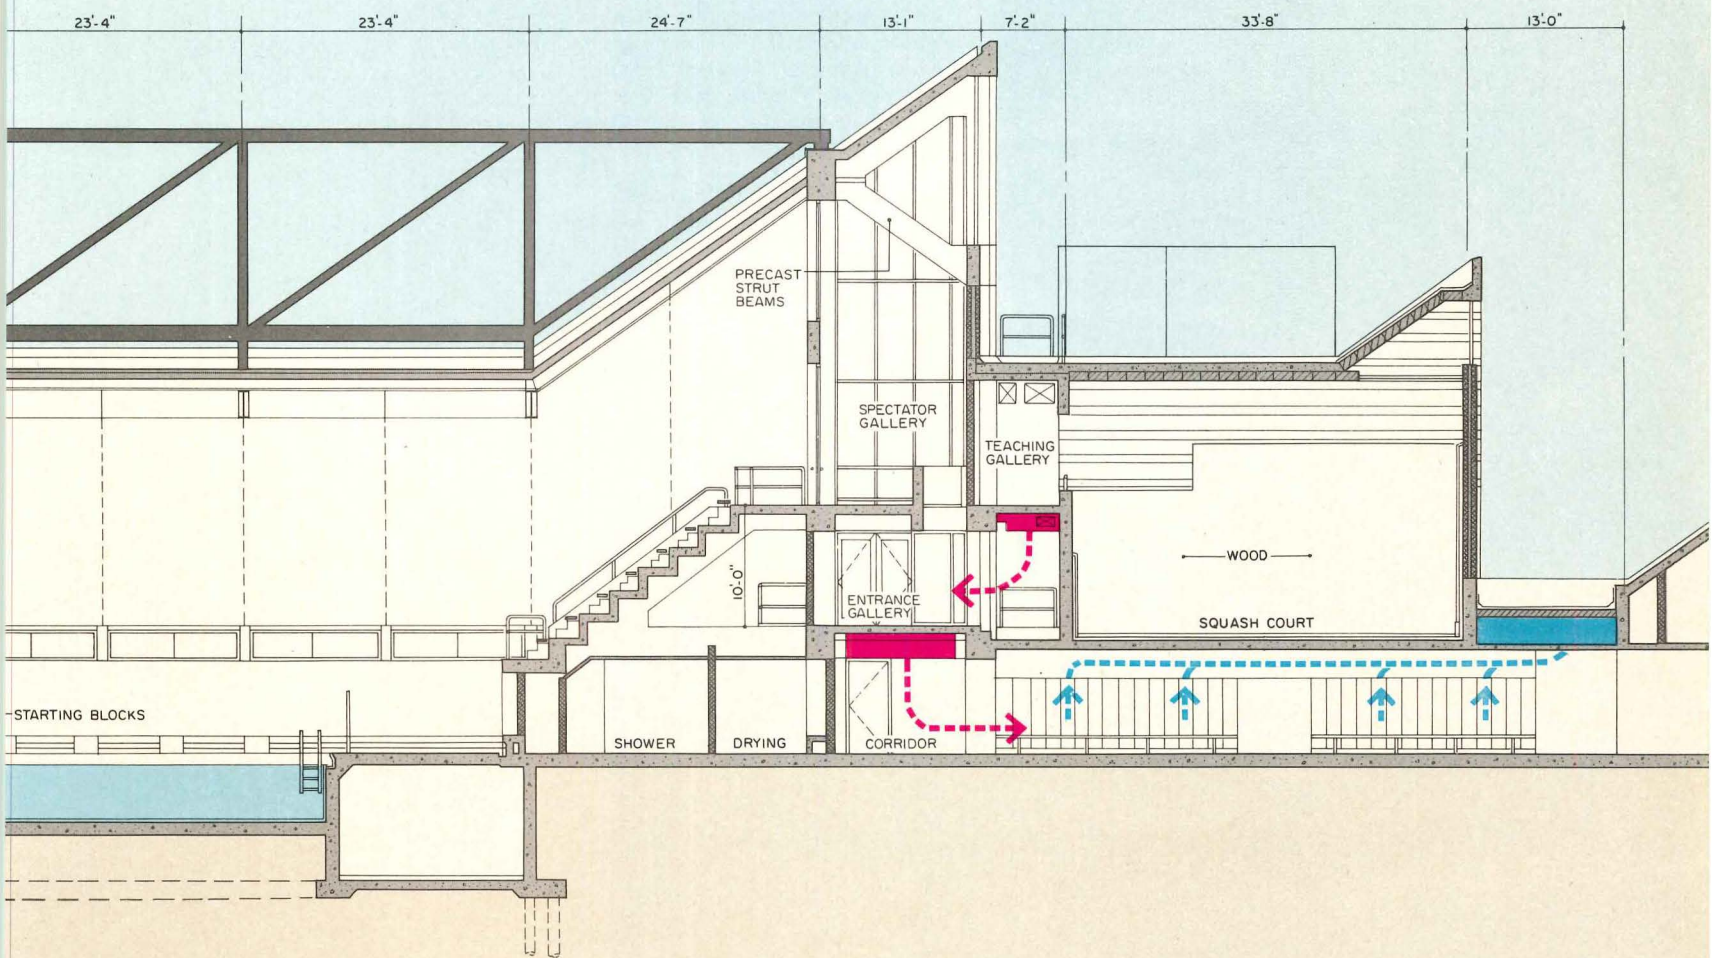 23'-4"
23'-4"
24'-7"
13'-1"
7'-2"
33'-8"
13'-0"
PRECAST
STRUT
BEAMS
SPECTATOR
GALLERY
TEACHING
GALLERY
10'-0"
WOOD
ENTRANCE
GALLERY
SQUASH COURT
STARTING BLOCKS
SHOWER
DRYING
CORRIDOR